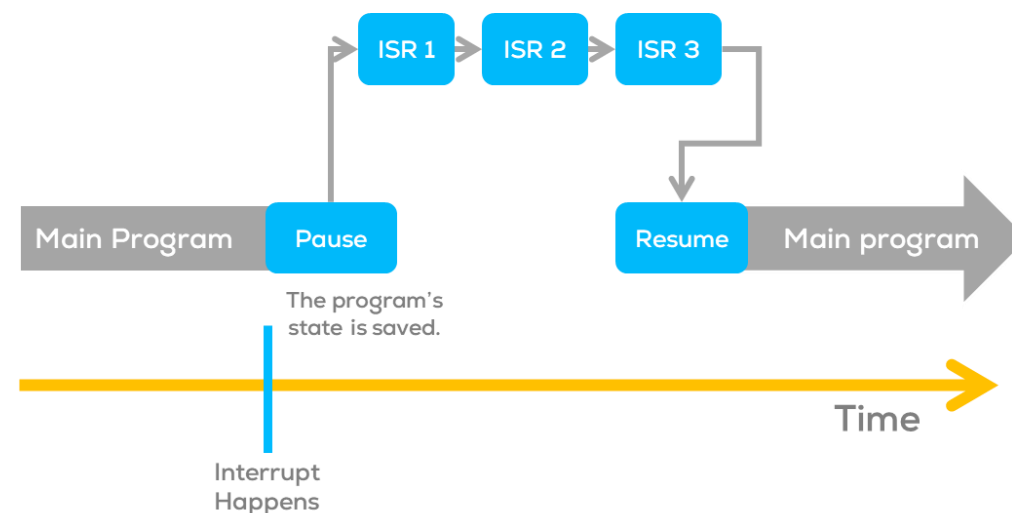 ISR 1
ISR 2
ISR 3
Main Program
Pause
Resume
Main program
The program's
state is saved.
Time
Interrupt
Happens